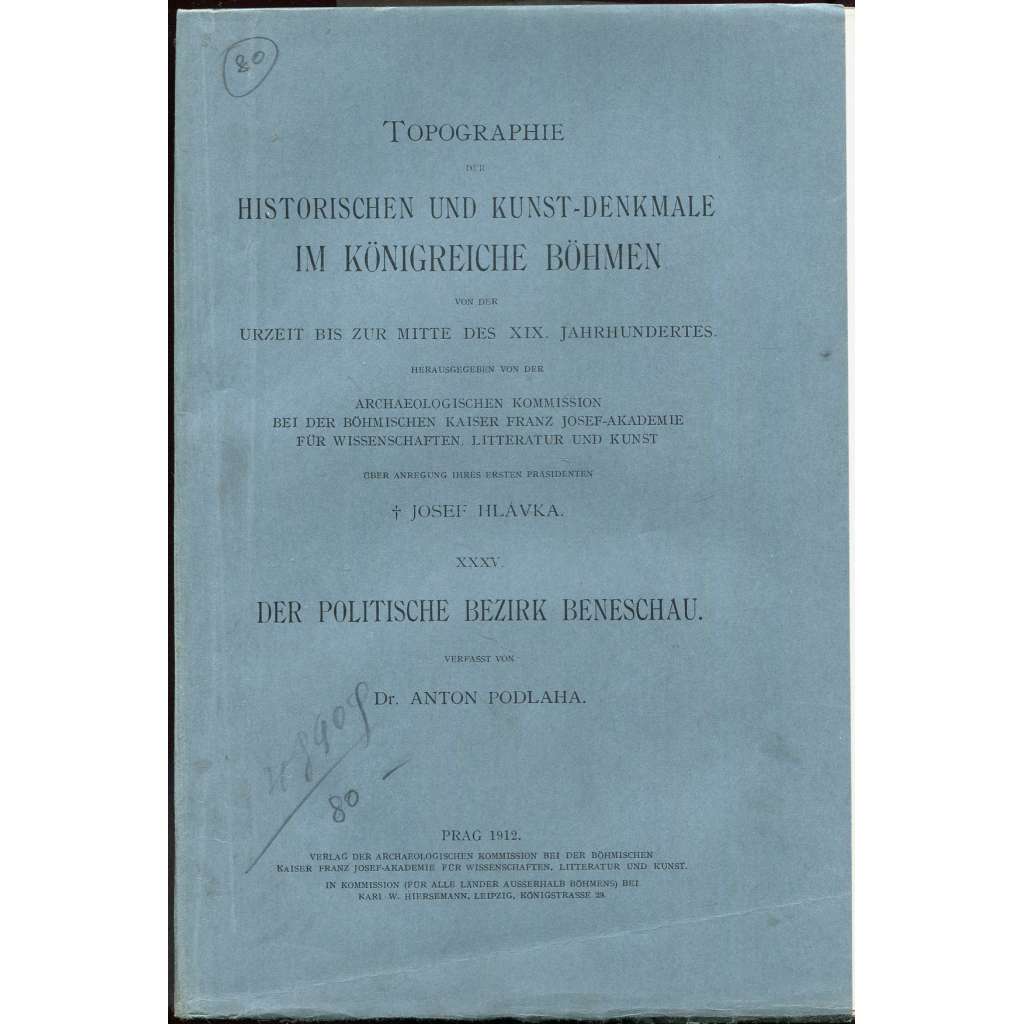 80
TOPOGRAPHIE
DER
HISTORISCHEN UND KUNST-DENKMALE
IM KÖNIGREICHE BÖHMEN
VON DER
URZEIT BIS ZUR MITTE DES XIX. JAHRHUNDERTES.
HERAUSGEGEBEN VON DER
ARCHAEOLOGISCHEN KOMMISSION
BEI DER BÖHMISCHEN KAISER FRANZ JOSEF-AKADEMIE
FÜR WISSENSCHAFTEN, LITTERATUR UND KUNST
ÜBER ANREGUNG IHRES ERSTEN PRÄSIDENTEN
† JOSEF HLÁVKA.
XXXV.
DER POLITISCHE BEZIRK BENESCHAU.
VERFASST VON
Dr. ANTON PODLAHA.
80 –
PRAG 1912.
VERLAG DER ARCHAEOLOGISCHEN KOMMISSION BEI DER BÖHMISCHEN
KAISER FRANZ JOSEF-AKADEMIE FÜR WISSENSCHAFTEN, LITTERATUR UND KUNST.
IN KOMMISSION (FÜR ALLE LÄNDER AUSSERHALB BÖHMENS) BEI
KARL W. HIERSEMANN, LEIPZIG, KÖNIGSTRASSE 29.